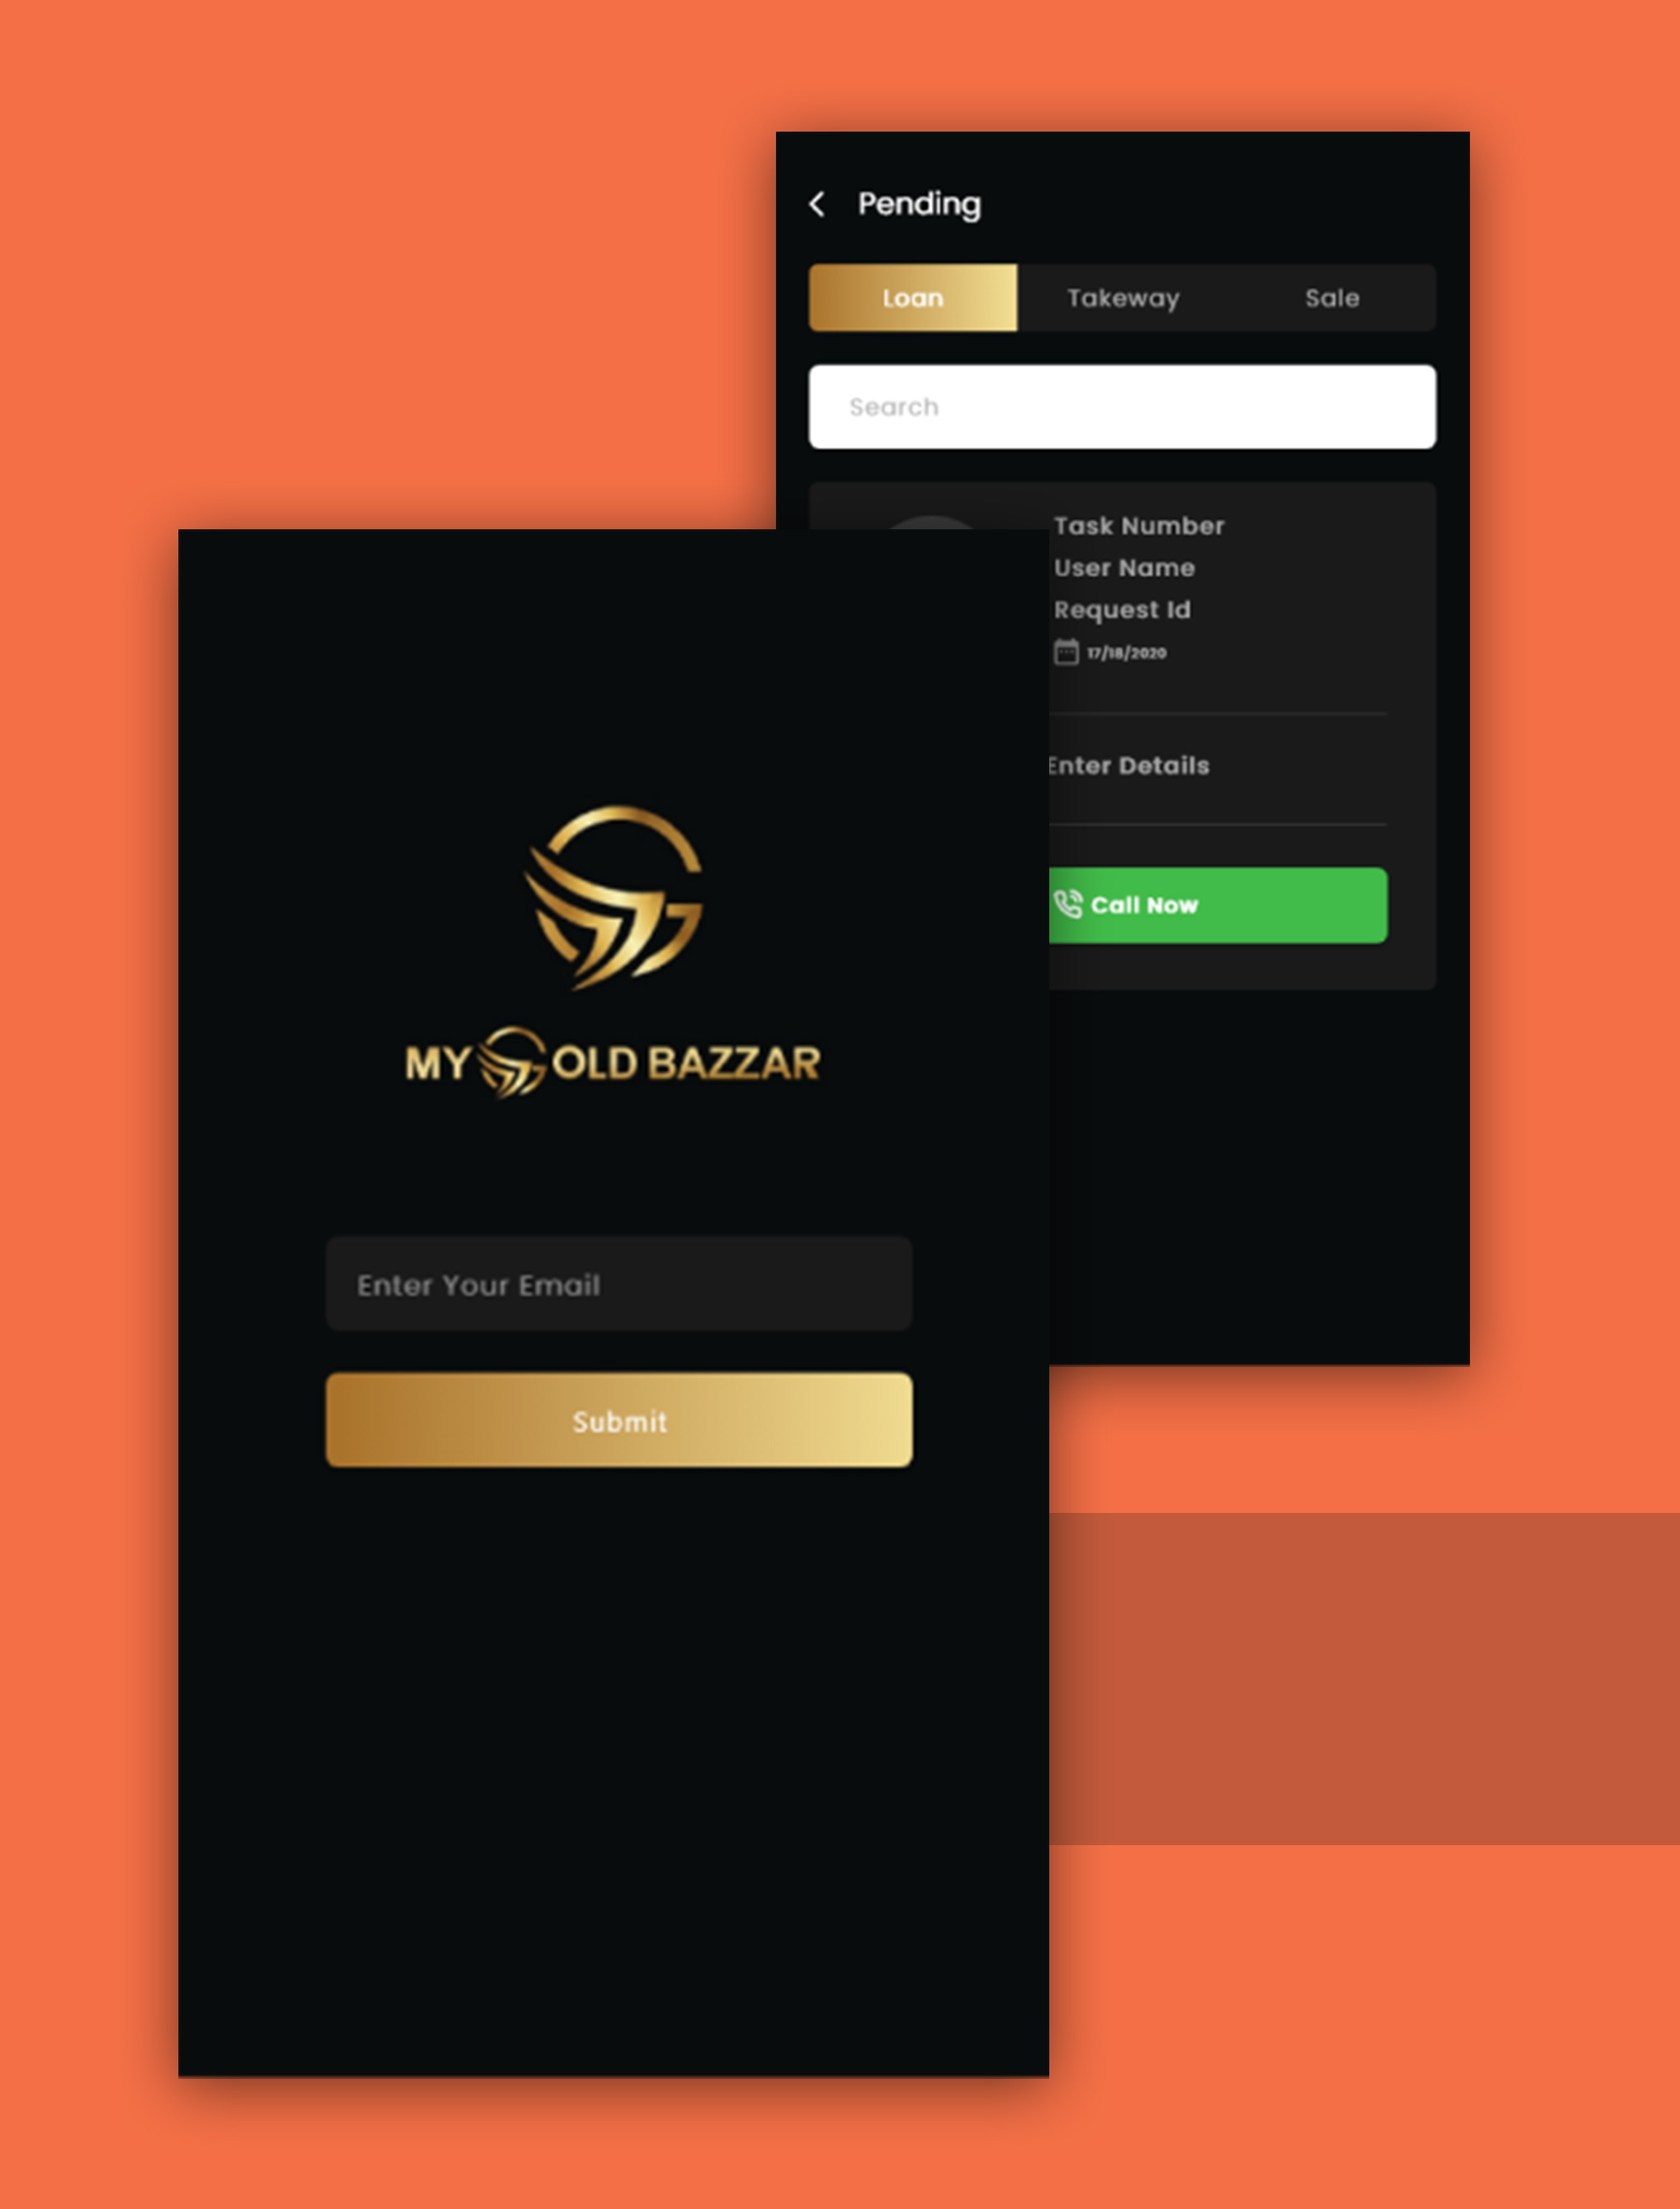 Pending
Loan Takeway Sale
Search
Task Number
User Name
Request Id
17/18/2020
Enter Details
Call Now
MY GOLD BAZZAR
Enter Your Email
Submit